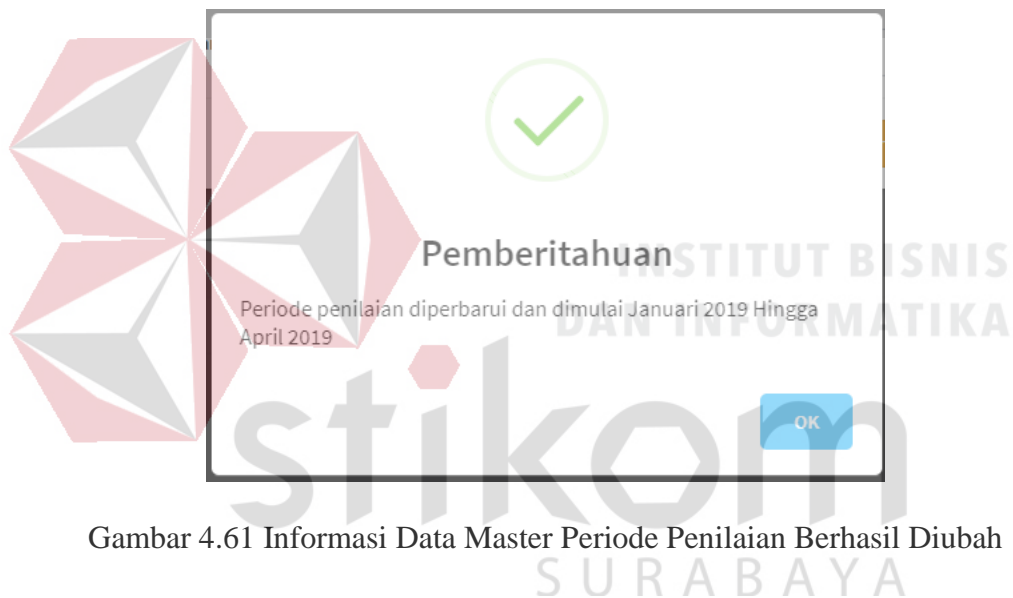 Pemberitahuan
INSTITUT BISNIS
DAN INFORMATIKA
Periode penilaian diperbarui dan dimulai Januari 2019 Hingga
April 2019
stikom
OK
Gambar 4.61 Informasi Data Master Periode Penilaian Berhasil Diubah
SURABAYA